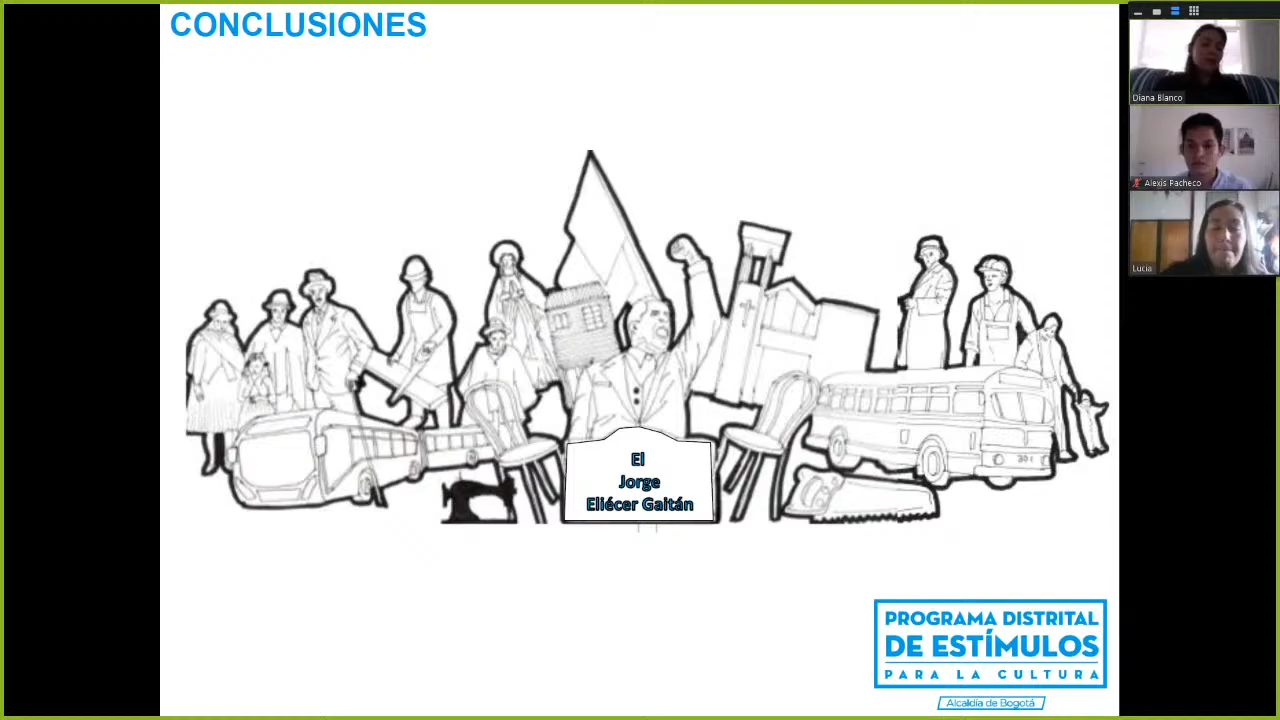 CONCLUSIONES
El
Jorge
Eliécer Gaitán
PROGRAMA DISTRITAL
DE ESTÍMULOS
PARA LA CULTURA
Alcaldía de Bogotá
Diana Blanco
Alexis Pacheco
Lucia